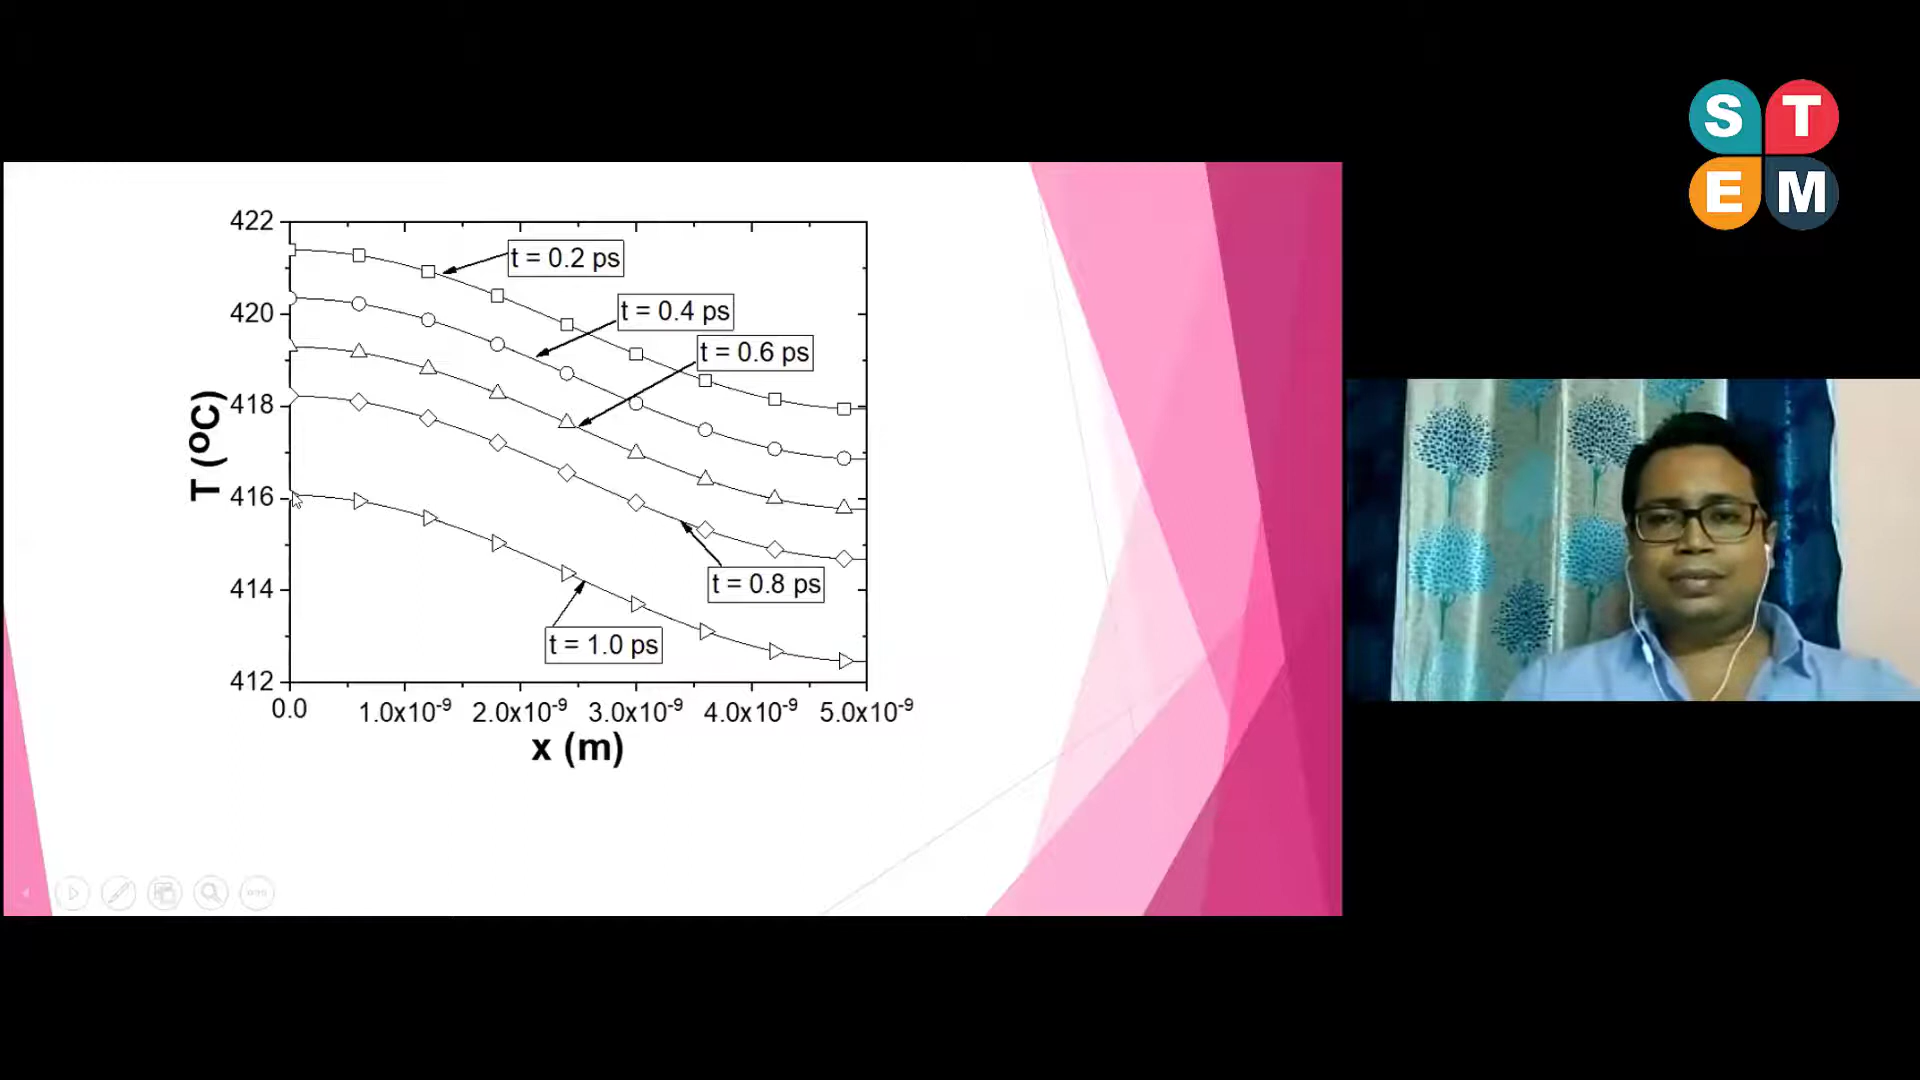 S T
E M
422
420
418
416
414
412
T (°C)
t = 0.2 ps
t = 0.4 ps
t = 0.6 ps
t = 0.8 ps
t = 1.0 ps
0.0 1.0x10⁻⁹ 2.0x10⁻⁹ 3.0x10⁻⁹ 4.0x10⁻⁹ 5.0x10⁻⁹
x (m)